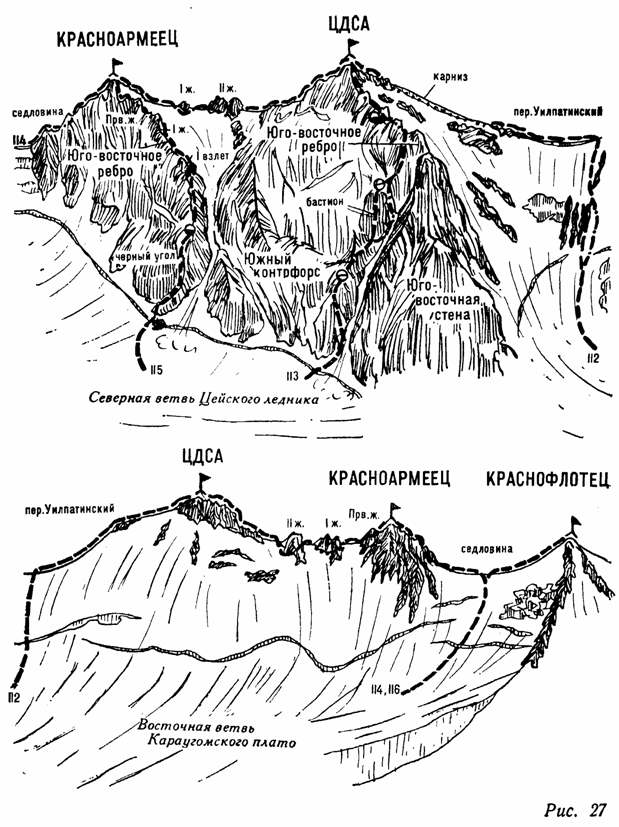 КРАСНОАРМЕЕЦ
ЦДСА
I ж.
II ж.
карниз
седловина
пер. Уилпатинский
114
Прв. ж.
I ж.
Юго-восточное
ребро
I взлет
Юго-восточное
ребро
бастион
черный угол
Южный
контрфорс
Юго-
восточная
стена
115
113
112
Северная ветвь Цейского ледника
ЦДСА
КРАСНОАРМЕЕЦ
КРАСНОФЛОТЕЦ
пер. Уилпатинский
II ж.
I ж.
Прв. ж.
седловина
112
114, 116
Восточная ветвь
Караугомского плато
Рис. 27